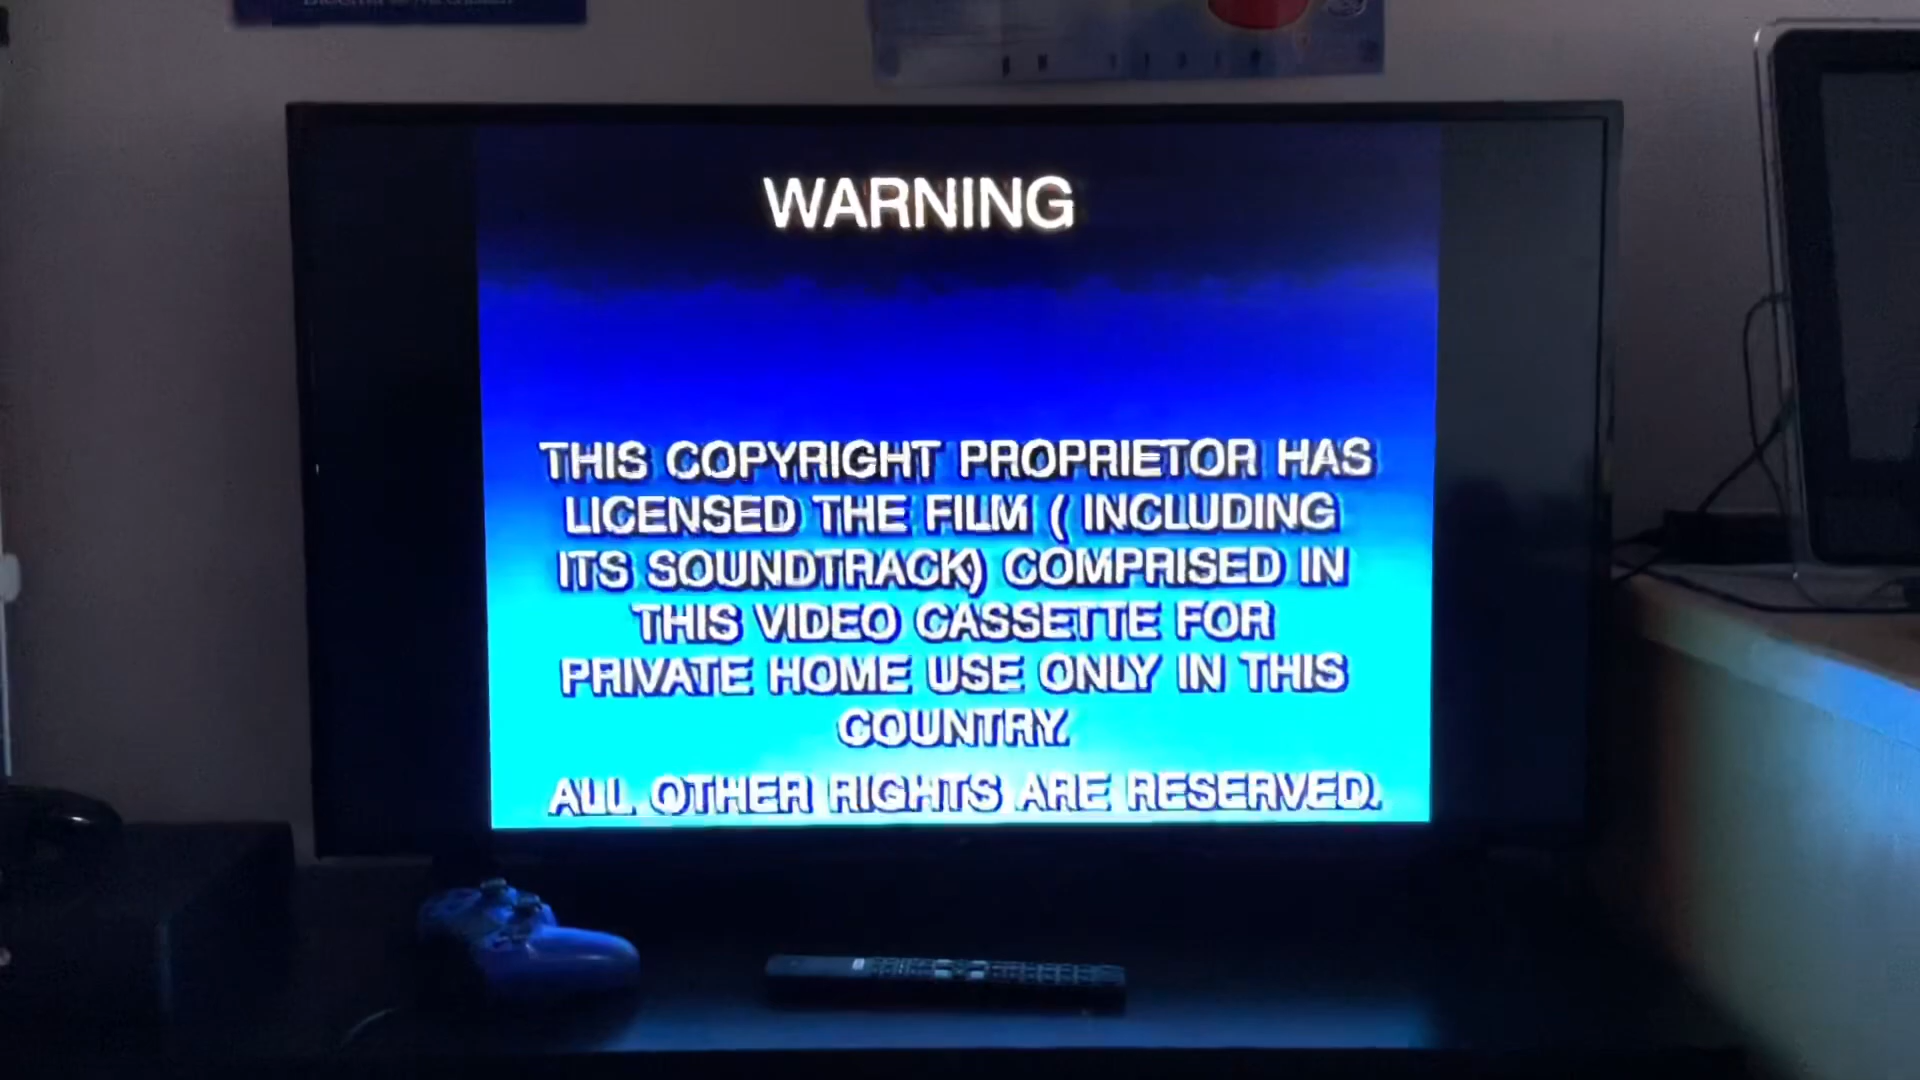 WARNING
THIS COPYRIGHT PROPRIETOR HAS
LICENSED THE FILM ( INCLUDING
ITS SOUNDTRACK) COMPRISED IN
THIS VIDEO CASSETTE FOR
PRIVATE HOME USE ONLY IN THIS
COUNTRY.
ALL OTHER RIGHTS ARE RESERVED.